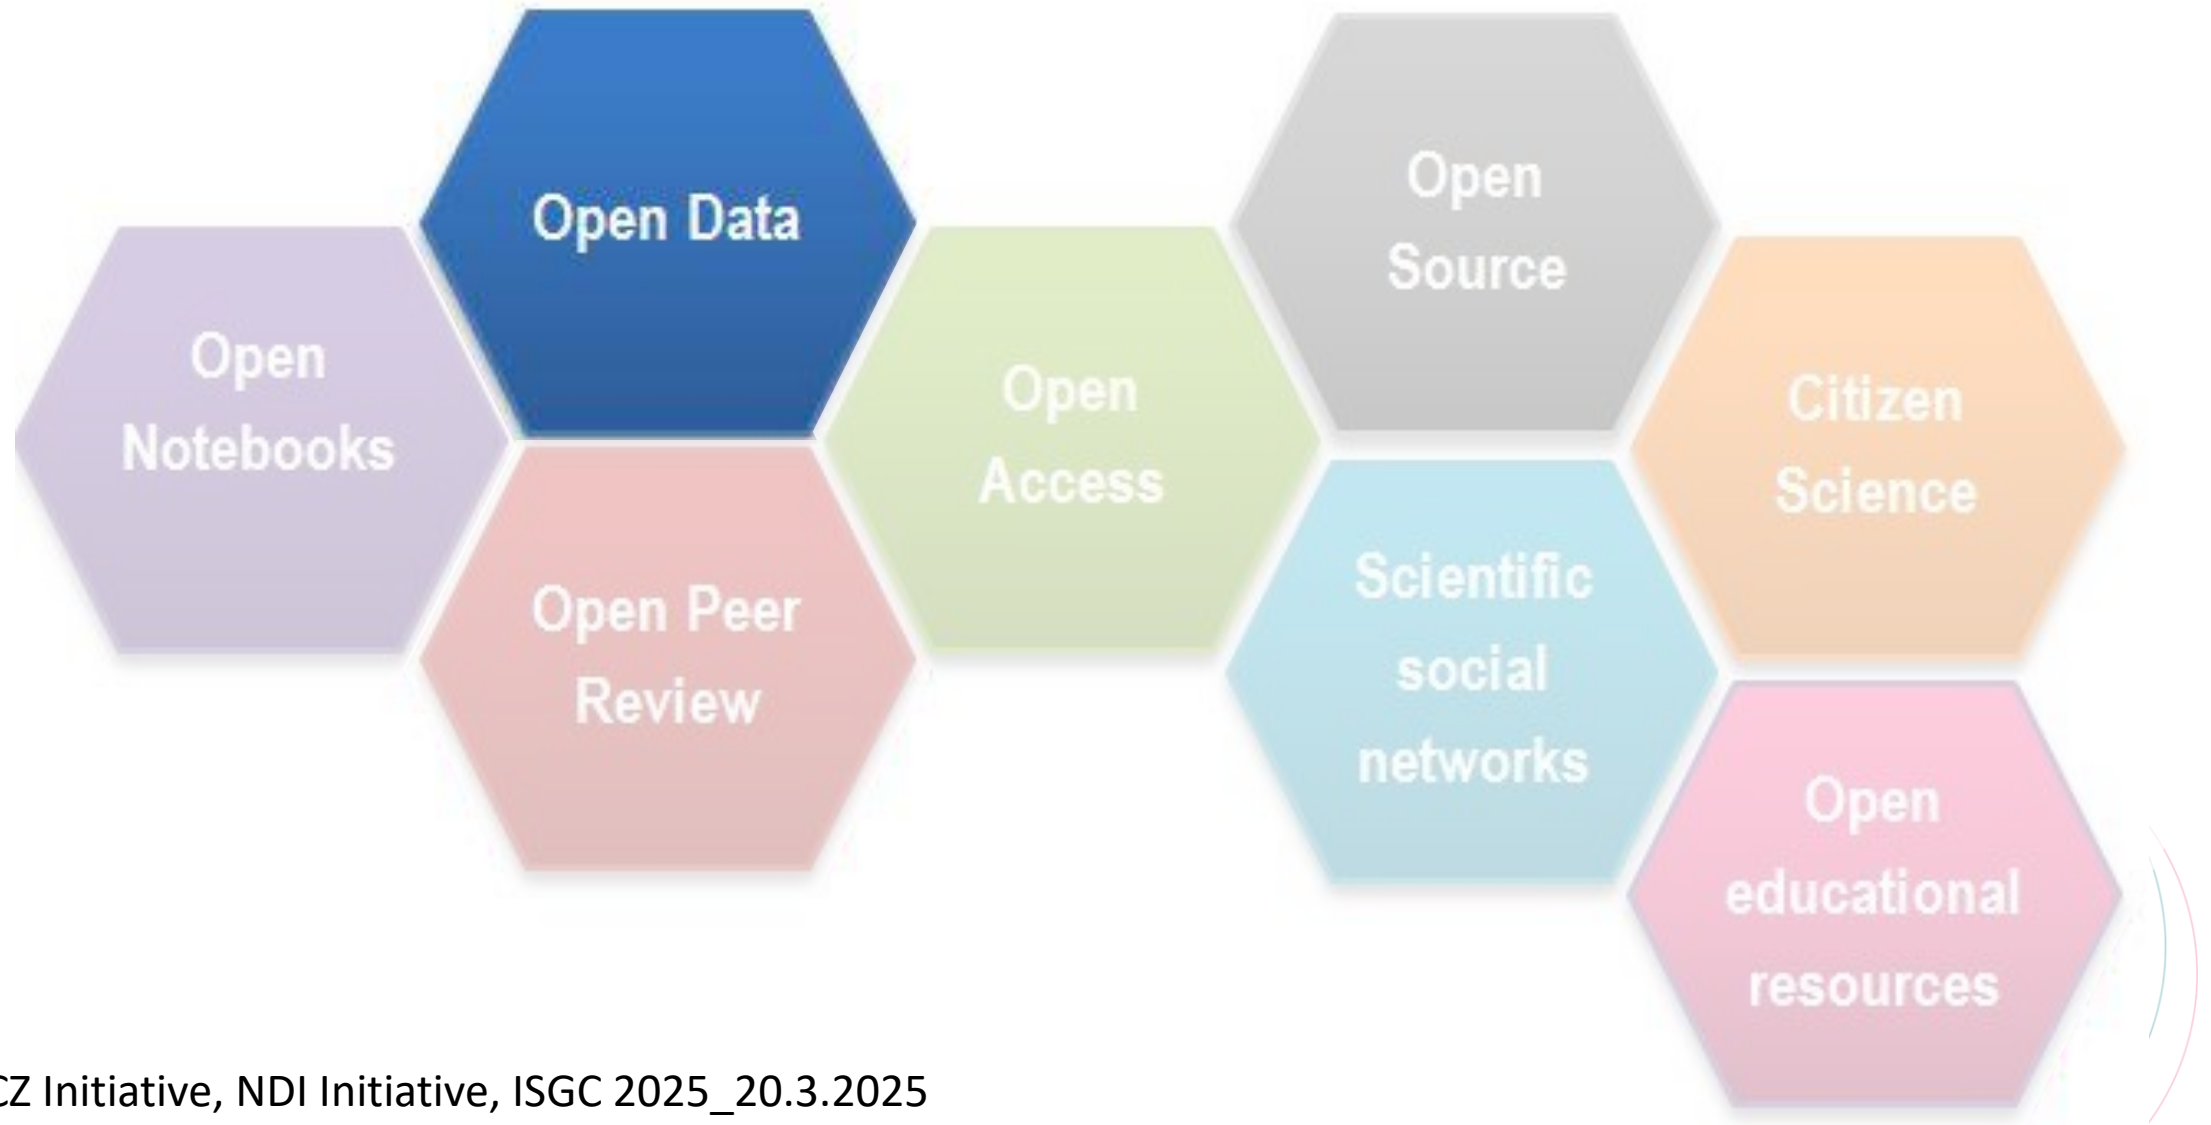 Open Data
Open
Notebooks
Open Peer
Review
Open
Access
Open
Source
Scientific
social
networks
Citizen
Science
Open
educational
resources
CZ Initiative, NDI Initiative, ISGC 2025_20.3.2025